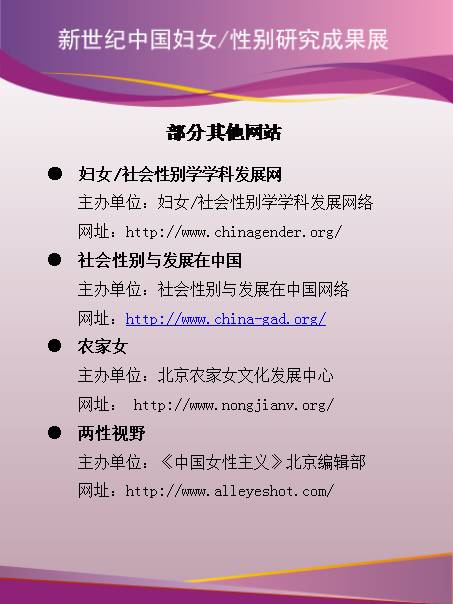 新世纪中国妇女/性别研究成果展
部分其他网站
● 妇女/社会性别学学科发展网
主办单位：妇女/社会性别学学科发展网络
网址：http://www.chinagender.org/
● 社会性别与发展在中国
主办单位：社会性别与发展在中国网络
网址：http://www.china-gad.org/
● 农家女
主办单位：北京农家女文化发展中心
网址： http://www.nongjianv.org/
● 两性视野
主办单位：《中国女性主义》北京编辑部
网址：http://www.alleyeshot.com/